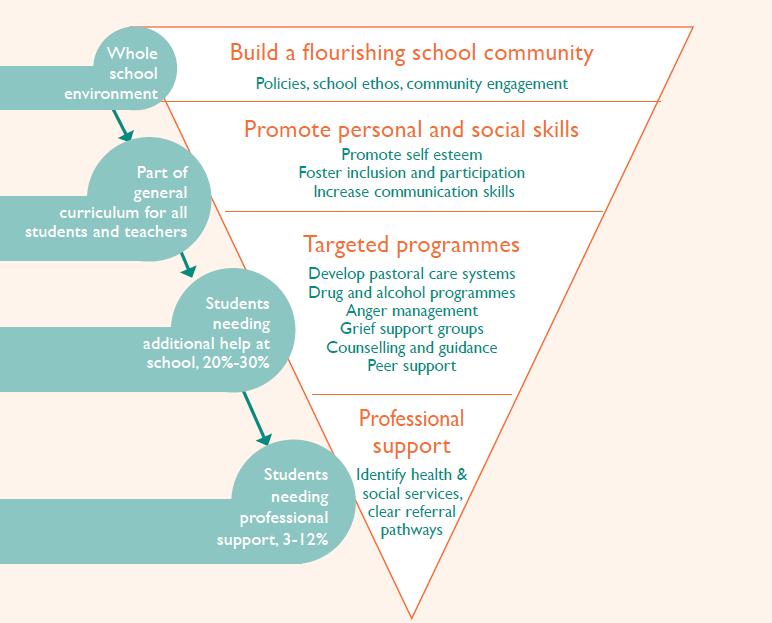 Whole
school
environment
Build a flourishing school community
Policies, school ethos, community engagement
Part of
general
curriculum for all
students and teachers
Promote personal and social skills
Promote self esteem
Foster inclusion and participation
Increase communication skills
Students
needing
additional help at
school, 20%-30%
Targeted programmes
Develop pastoral care systems
Drug and alcohol programmes
Anger management
Grief support groups
Counselling and guidance
Peer support
Students
needing
professional
support, 3-12%
Professional
support
Identify health &
social services,
clear referral
pathways